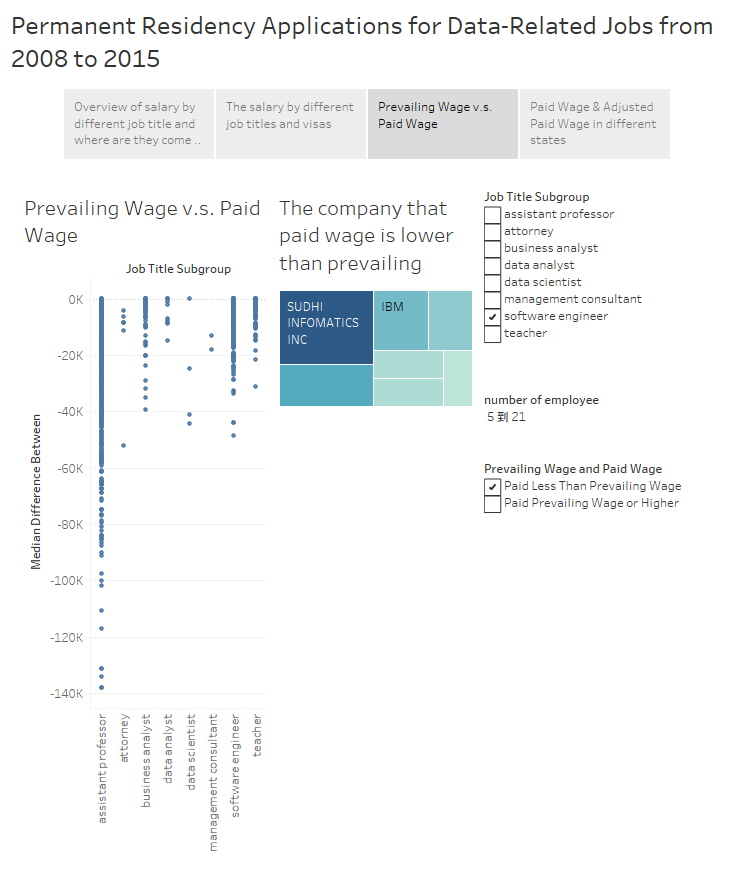 Permanent Residency Applications for Data-Related Jobs from
2008 to 2015
Overview of salary by
different job title and
where are they come ..
The salary by different
job titles and visas
Prevailing Wage v.s.
Paid Wage
Paid Wage & Adjusted
Paid Wage in different
states
Prevailing Wage v.s. Paid
Wage
Job Title Subgroup
Median Difference Between
0K
-20K
-40K
-60K
-80K
-100K
-120K
-140K
assistant professor
attorney
business analyst
data analyst
data scientist
management consultant
software engineer
teacher
The company that
paid wage is lower
than prevailing
SUDHI
INFOMATICS
INC
IBM
Job Title Subgroup
assistant professor
attorney
business analyst
data analyst
data scientist
management consultant
software engineer
teacher
number of employee
5 到 21
Prevailing Wage and Paid Wage
Paid Less Than Prevailing Wage
Paid Prevailing Wage or Higher